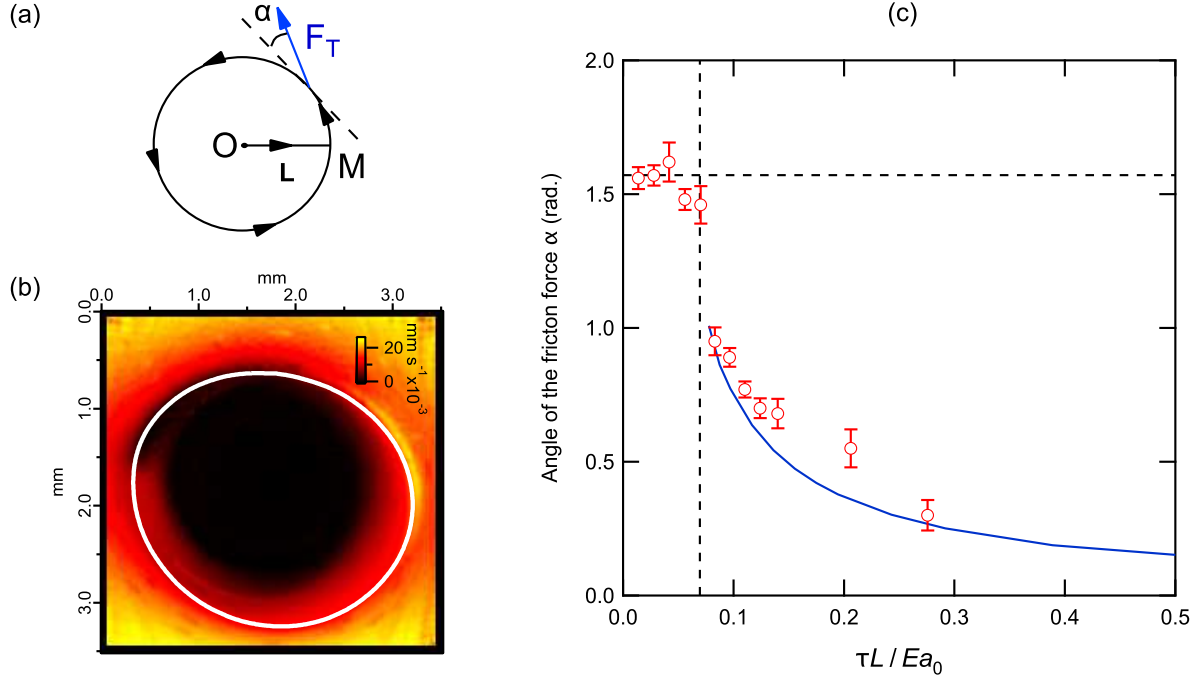 (a)
α
F_T
O
L
M
(b)
mm
0.0 1.0 2.0 3.0
0.0
1.0
2.0
3.0
mm
20
0
mm s⁻¹ x10⁻³
(c)
2.0
1.5
1.0
0.5
0.0
Angle of the fricton force α (rad.)
0.0 0.1 0.2 0.3 0.4 0.5
τL / Ea₀